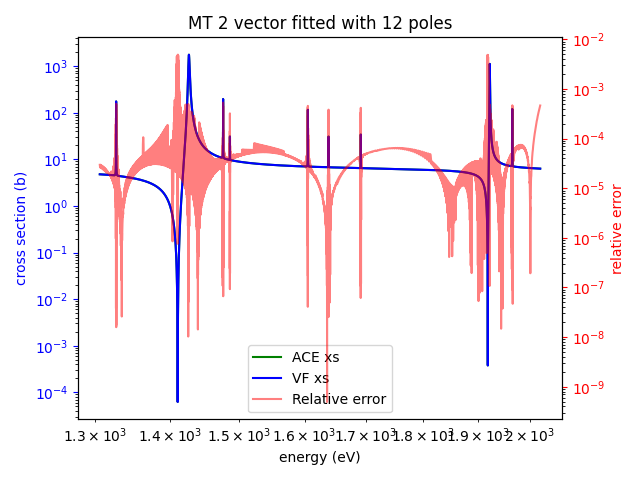 MT 2 vector fitted with 12 poles
cross section (b)
10³
10²
10¹
10⁰
10⁻¹
10⁻²
10⁻³
10⁻⁴
10⁻²
10⁻³
10⁻⁴
10⁻⁵
10⁻⁶
10⁻⁷
10⁻⁸
10⁻⁹
relative error
ACE xs
VF xs
Relative error
1.3 × 10³ 1.4 × 10³ 1.5 × 10³ 1.6 × 10³ 1.7 × 10³ 1.8 × 10³ 1.9 × 10³ 2 × 10³
energy (eV)